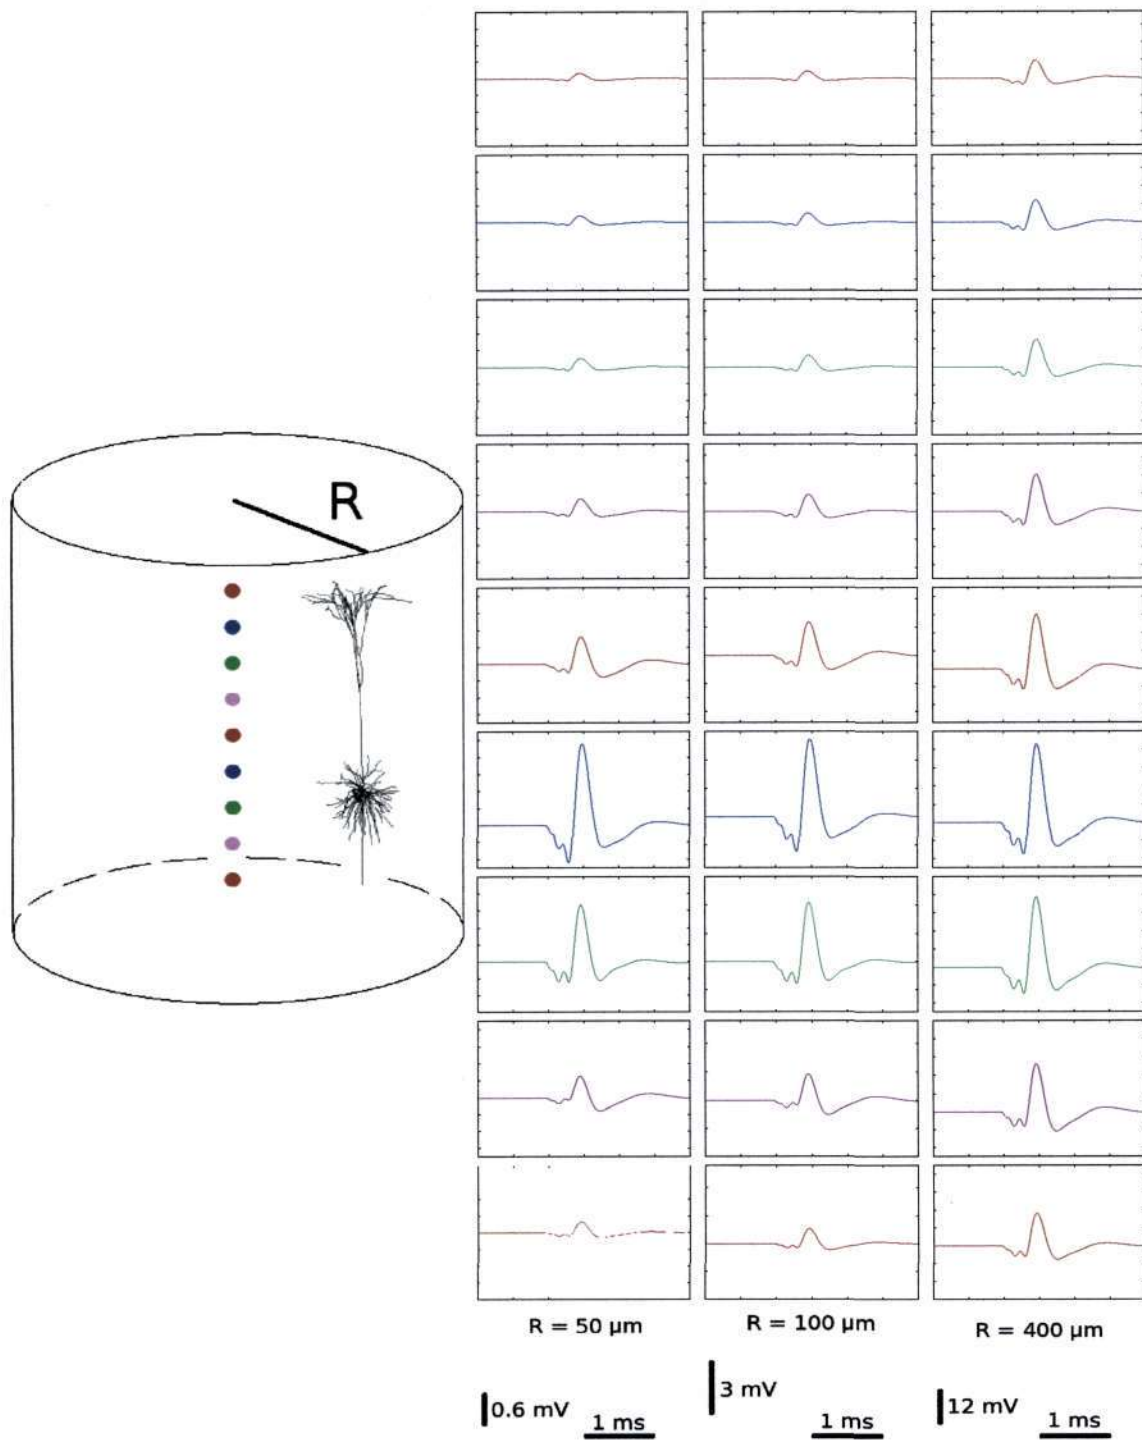 R
R = 50 μm
R = 100 μm
R = 400 μm
0.6 mV
1 ms
3 mV
1 ms
12 mV
1 ms